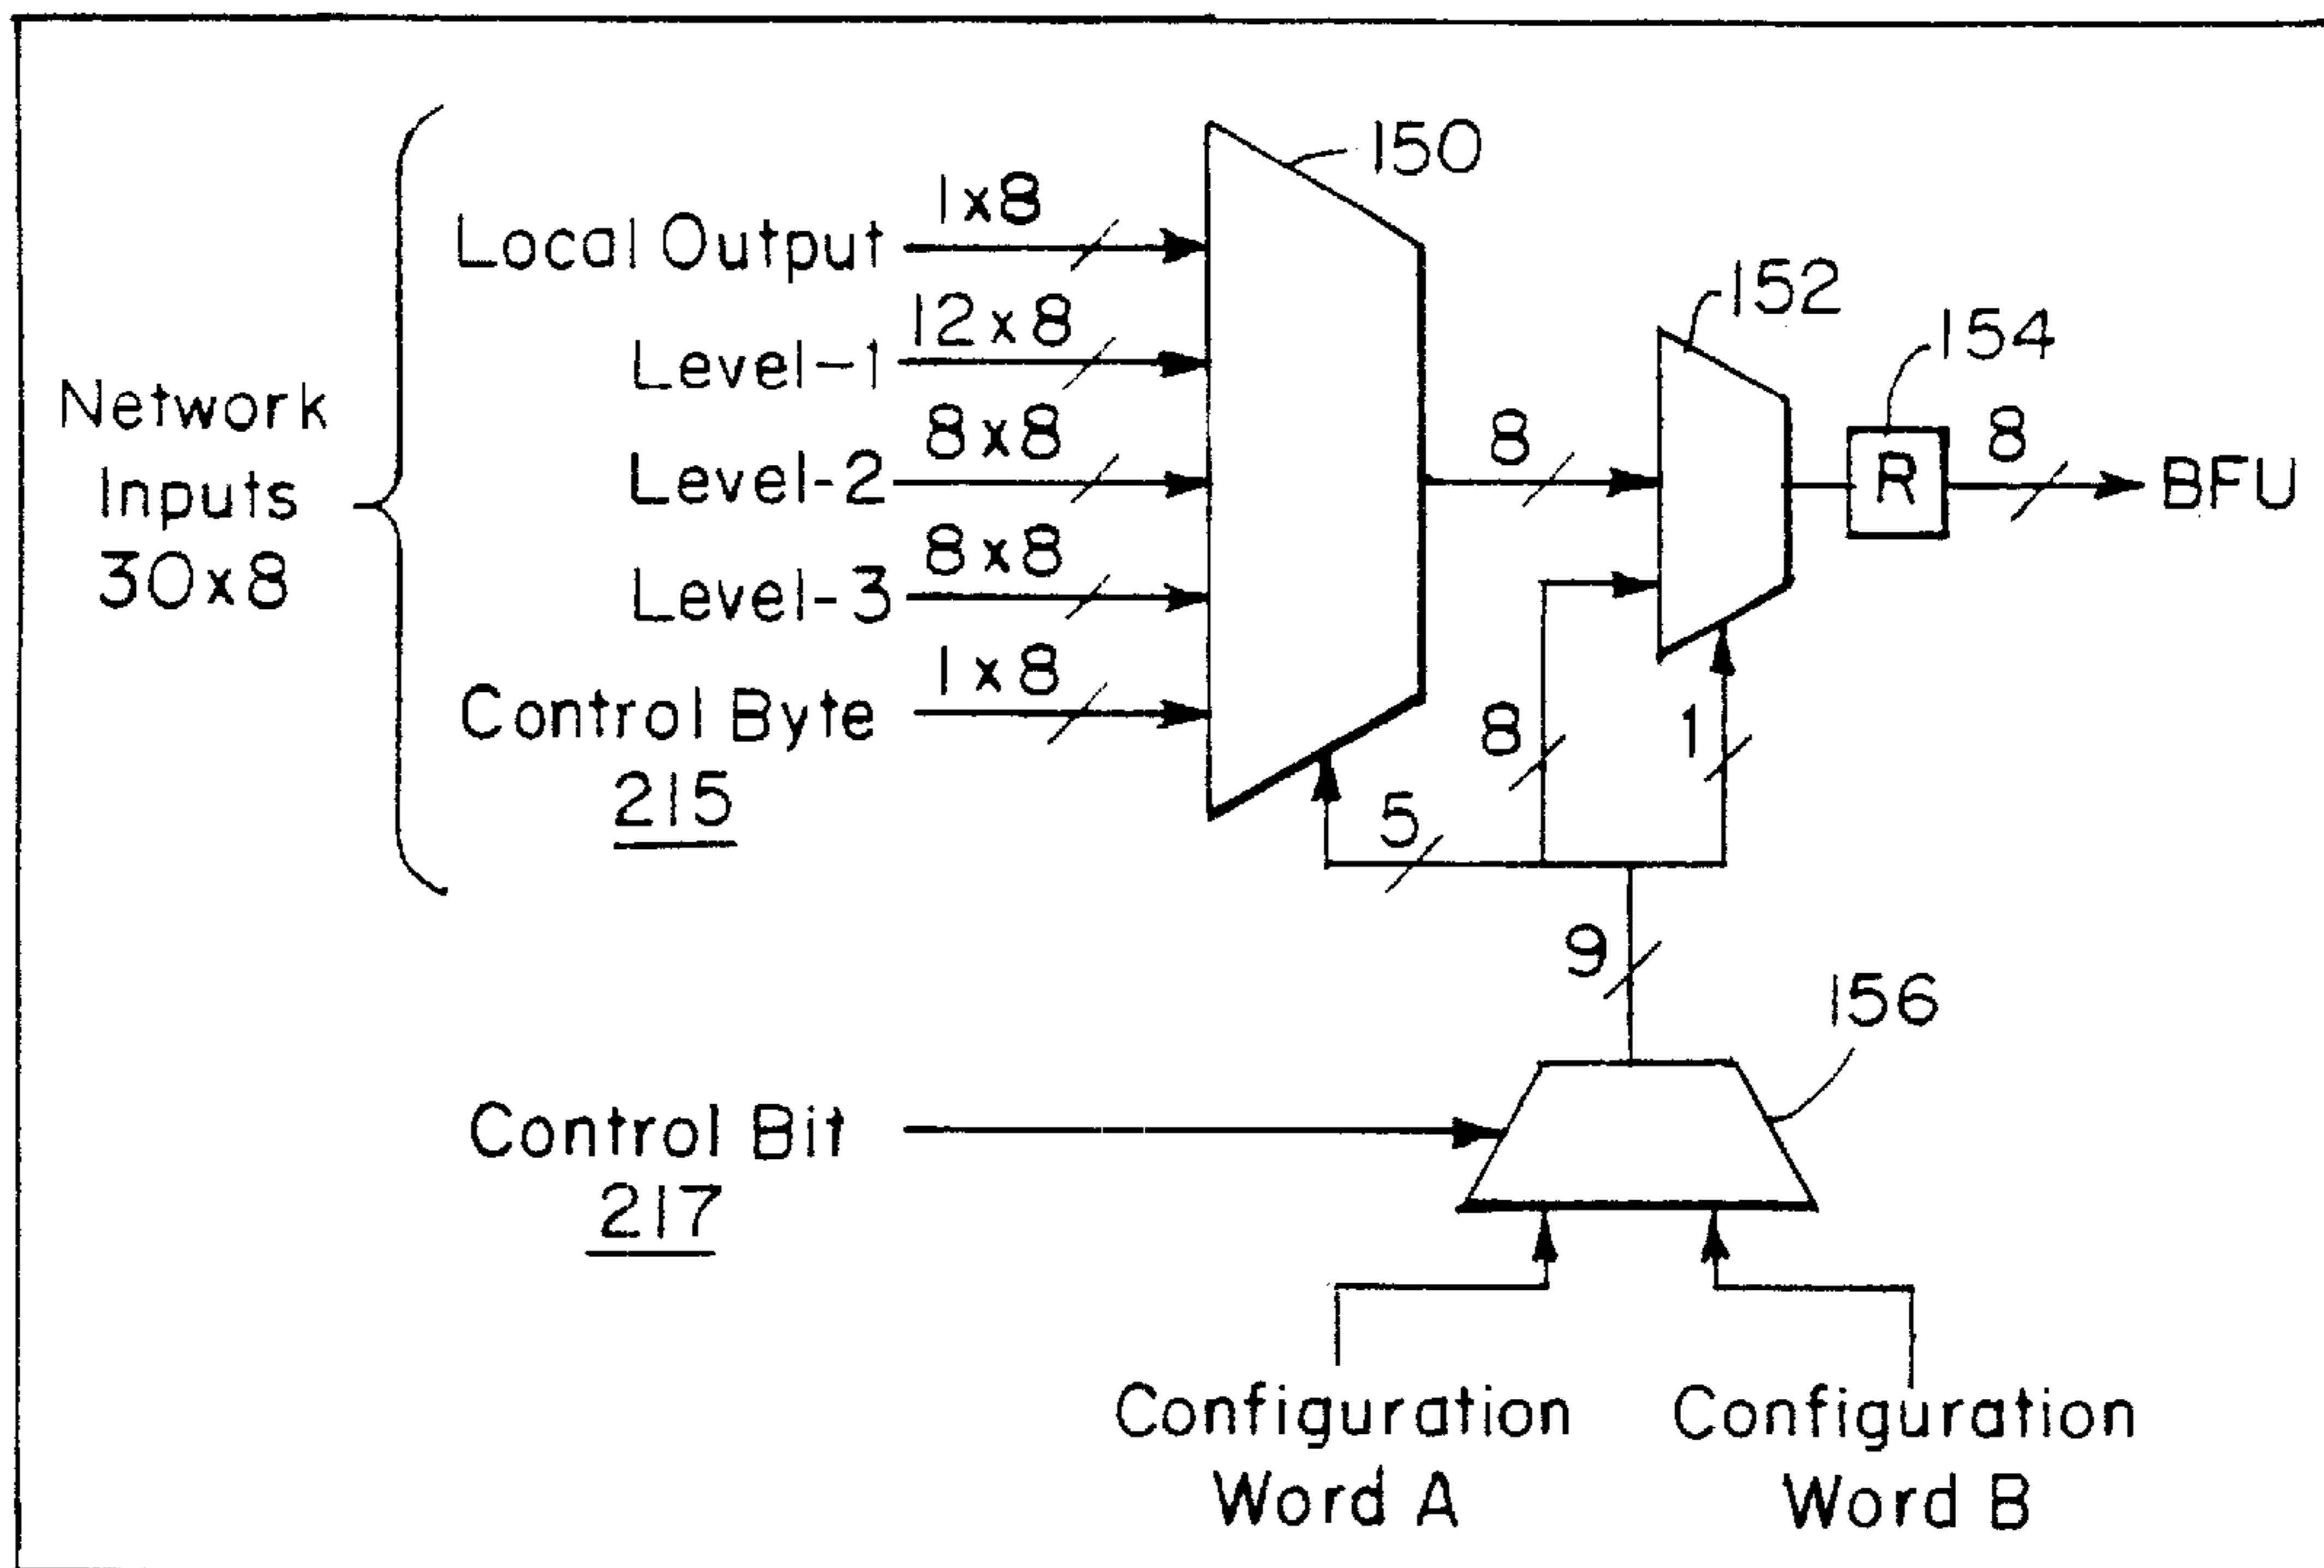 150
1x8
Local Output
152
12x8
154
Level-1
Network
Inputs
30x8
8x8
8
R
8
Level-2
BFU
8x8
Level-3
1x8
Control Byte
215
8
1
5
9
156
Control Bit
217
Configuration
Word A
Configuration
Word B